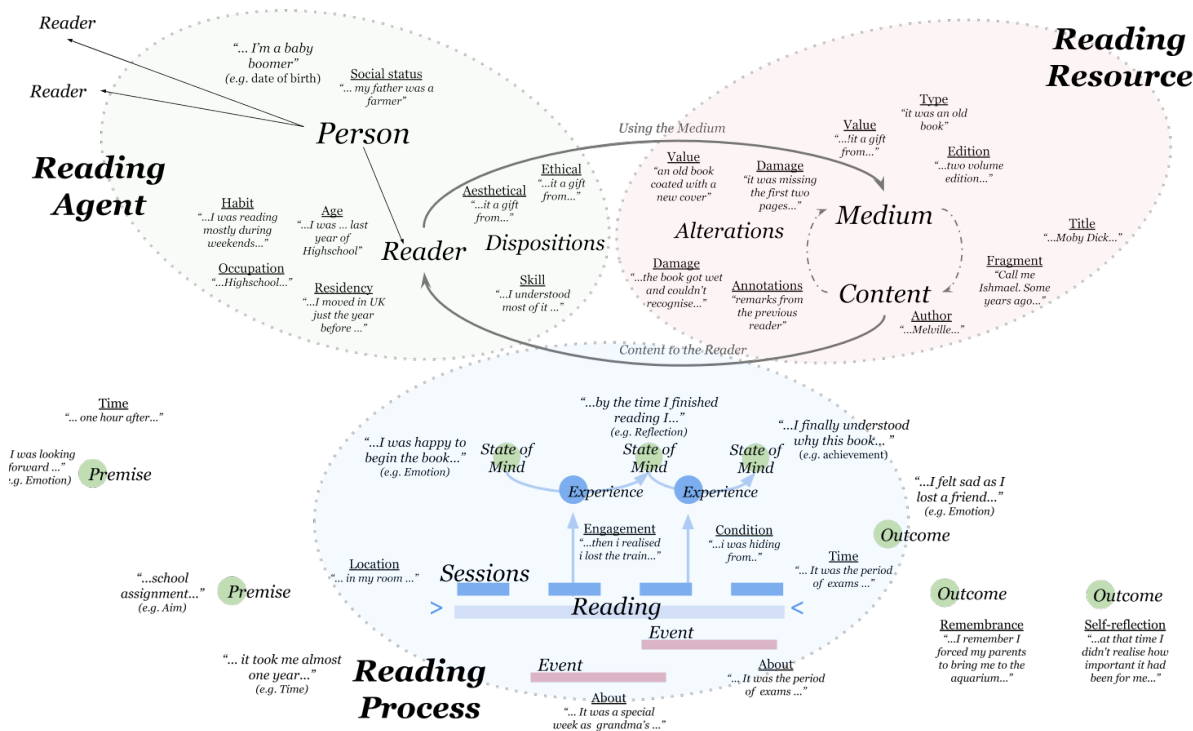 Reader
Reader
Reading
Agent
“... I’m a baby
boomer”
(e.g. date of birth)
Social status
“... my father was a
farmer”
Person
Habit
“...I was reading
mostly during
weekends...”
Age
“...I was ... last
year of
Highschool”
Occupation
“...Highschool...”
Residency
“...I moved in UK
just the year
before ...”
Reader
Aesthetical
“...it a gift
from...”
Ethical
“...it a gift
from...”
Dispositions
Skill
“...I understood
most of it ...”
Using the Medium
Content to the Reader
Reading
Resource
Value
“an old book
coated with a
new cover”
Damage
“it was missing
the first two
pages...”
Alterations
Damage
“...the book got wet
and couldn’t
recognise...”
Annotations
“remarks from
the previous
reader”
Value
“...!it a gift
from...”
Type
“it was an old
book”
Edition
“...two volume
edition...”
Medium
Title
“...Moby Dick...”
Fragment
“Call me
Ishmael. Some
years ago...”
Content
Author
“...Melville...”
Time
“... one hour after...”
I was looking
forward ...”
e.g. Emotion)
Premise
“...school
assignment...”
(e.g. Aim)
Premise
“... it took me almost
one year...”
(e.g. Time)
“...I was happy to
begin the book...”
(e.g. Emotion)
State of
Mind
“...by the time I finished
reading I...”
(e.g. Reflection)
State of
Mind
“...I finally understood
why this book... ”
(e.g. achievement)
State of
Mind
Experience
Experience
Engagement
“...then i realised
i lost the train...”
Condition
“...i was hiding
from..”
Location
“... in my room ...”
Time
“... It was the period
of exams ...”
Sessions
>
Reading
<
Event
Event
About
“... It was the period
of exams ...”
About
“... It was a special
week as grandma’s ...”
Reading
Process
“...I felt sad as I
lost a friend...”
(e.g. Emotion)
Outcome
Outcome
Remembrance
“...I remember I
forced my parents
to bring me to the
aquarium...”
Outcome
Self-reflection
“...at that time I
didn’t realise how
important it had
been for me...”